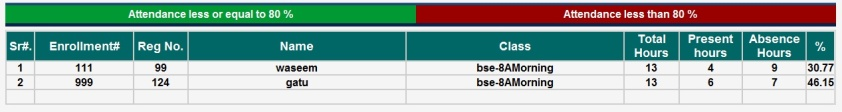 Attendance less or equal to 80 % Attendance less than 80 %
Sr#. Enrollment# Reg No. Name Class Total Hours Present hours Absence Hours %
1 111 99 waseem bse-8AMorning 13 4 9 30.77
2 999 124 gatu bse-8AMorning 13 6 7 46.15